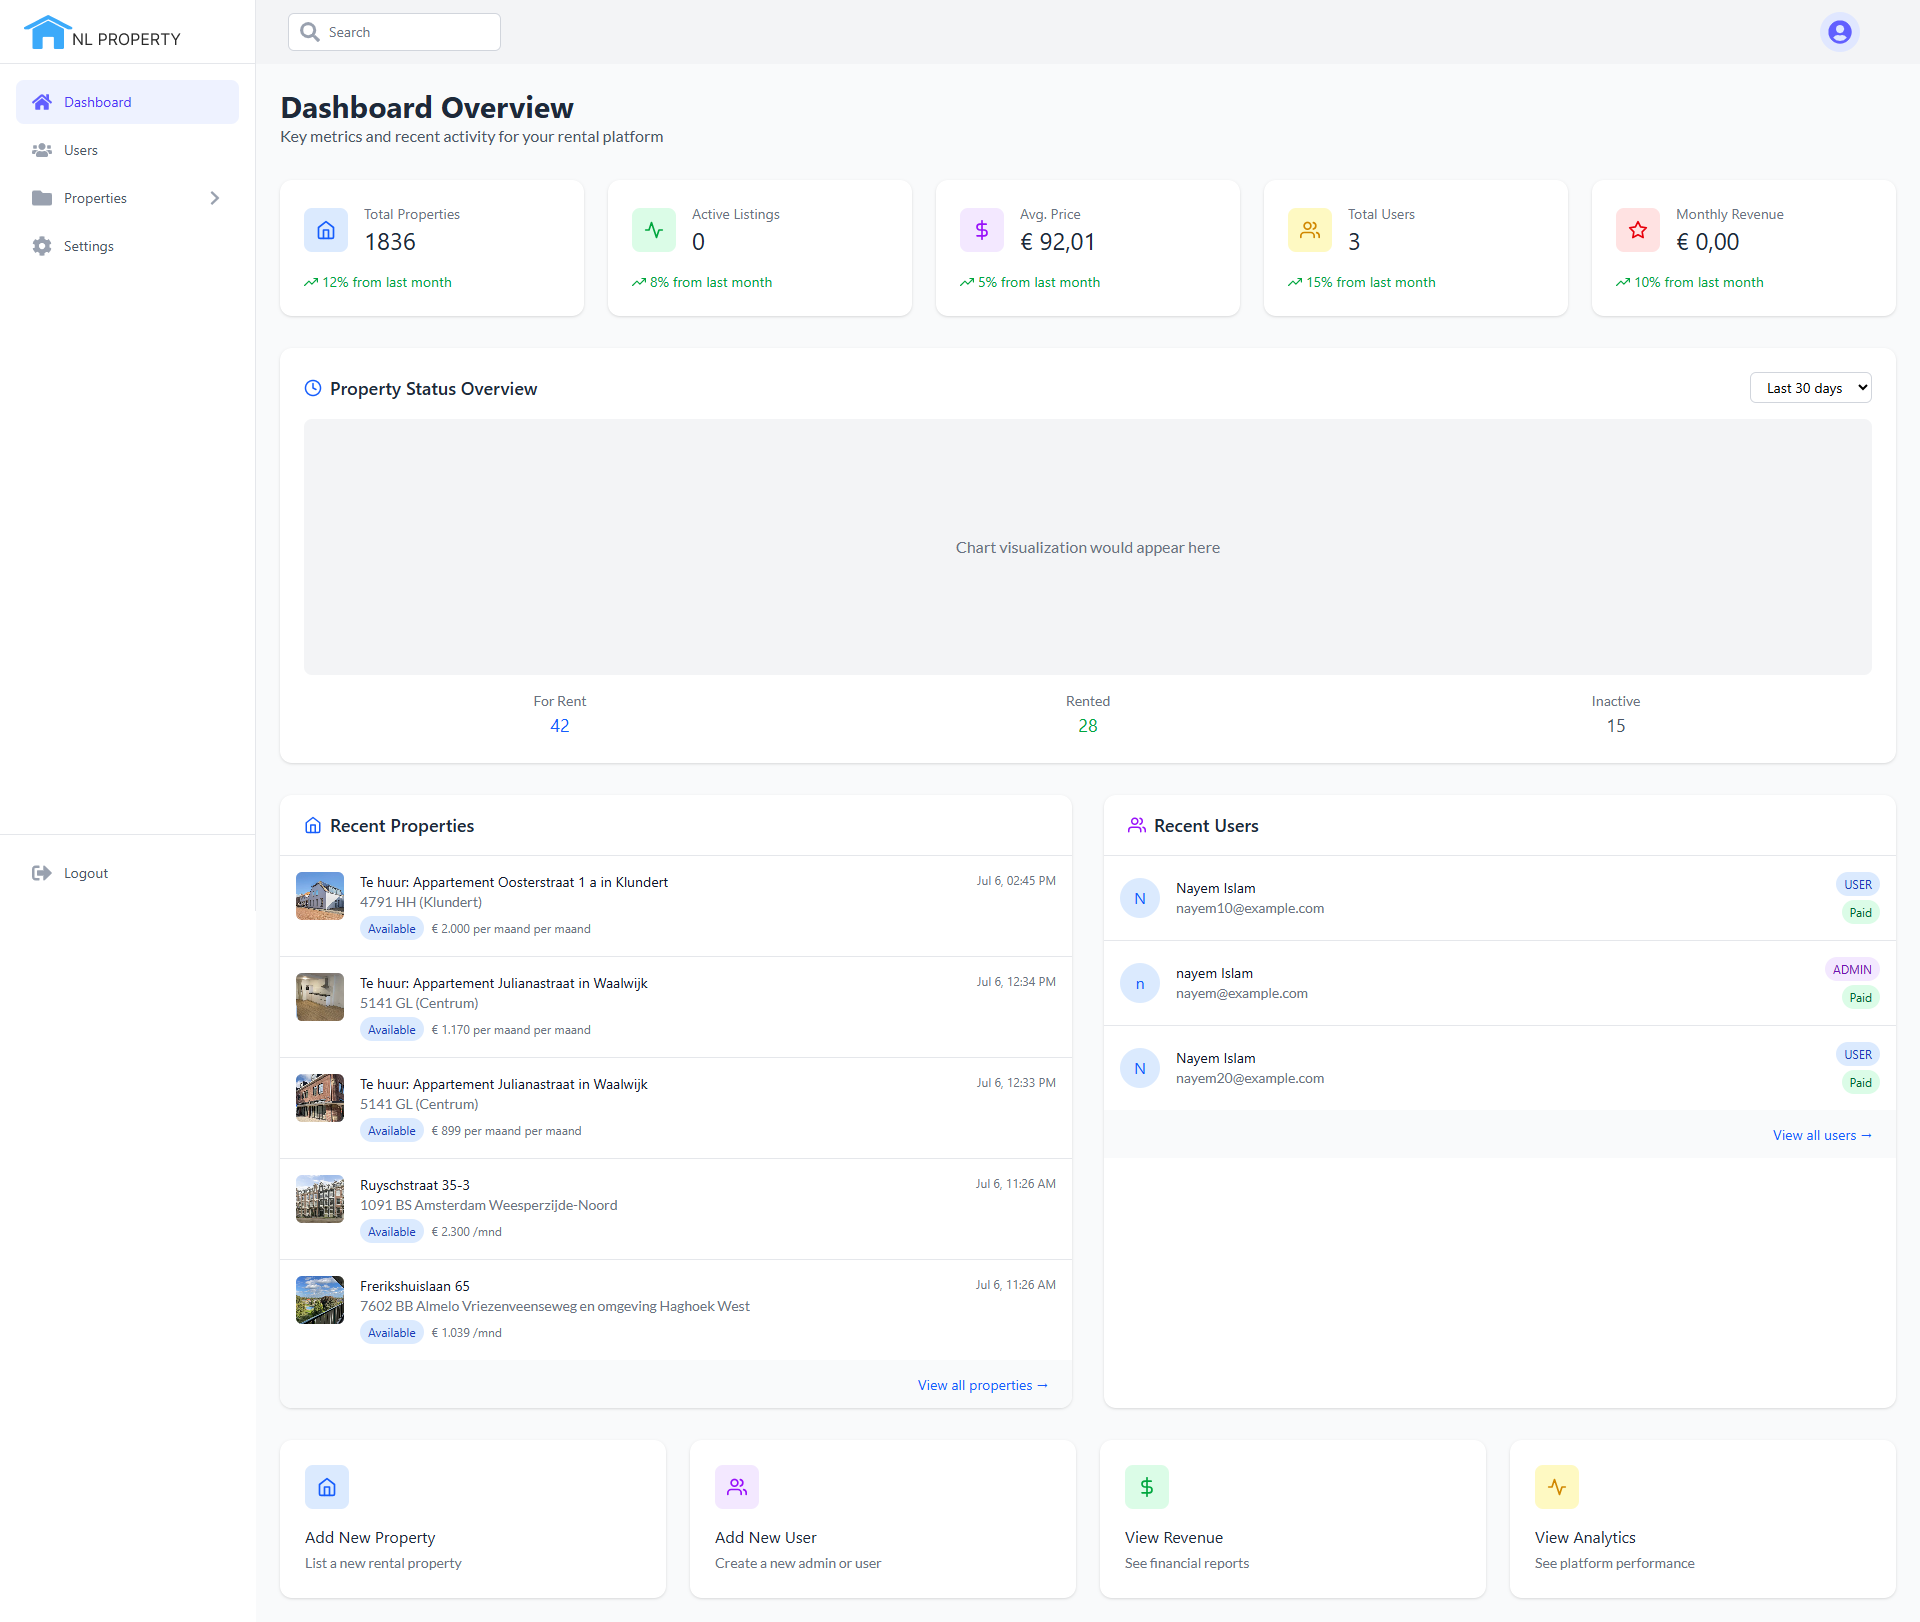 NL PROPERTY
Search
Dashboard
Users
Properties
Settings
Logout
Dashboard Overview
Key metrics and recent activity for your rental platform
Total Properties
1836
12% from last month
Active Listings
0
8% from last month
Avg. Price
€ 92,01
5% from last month
Total Users
3
15% from last month
Monthly Revenue
€ 0,00
10% from last month
Property Status Overview
Last 30 days
Chart visualization would appear here
For Rent
42
Rented
28
Inactive
15
Recent Properties
Te huur: Appartement Oosterstraat 1 a in Klundert
Jul 6, 02:45 PM
4791 HH (Klundert)
Available € 2.000 per maand per maand
Te huur: Appartement Julianastraat in Waalwijk
Jul 6, 12:34 PM
5141 GL (Centrum)
Available € 1.170 per maand per maand
Te huur: Appartement Julianastraat in Waalwijk
Jul 6, 12:33 PM
5141 GL (Centrum)
Available € 899 per maand per maand
Ruyschstraat 35-3
Jul 6, 11:26 AM
1091 BS Amsterdam Weesperzijde-Noord
Available € 2.300 /mnd
Frerikshuislaan 65
Jul 6, 11:26 AM
7602 BB Almelo Vriezenveenseweg en omgeving Haghoek West
Available € 1.039 /mnd
View all properties →
Recent Users
N
Nayem Islam
nayem10@example.com
USER
Paid
n
nayem Islam
nayem@example.com
ADMIN
Paid
N
Nayem Islam
nayem20@example.com
USER
Paid
View all users →
Add New Property
List a new rental property
Add New User
Create a new admin or user
View Revenue
See financial reports
View Analytics
See platform performance